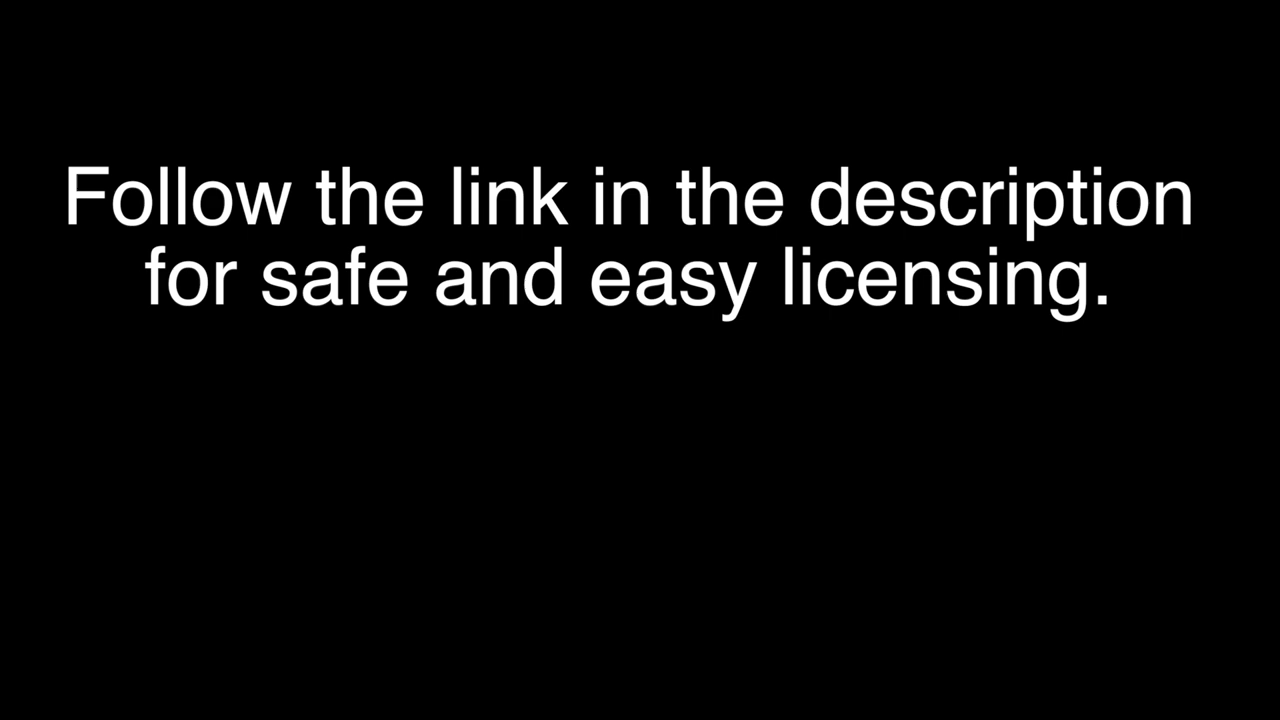 Follow the link in the description
for safe and easy licensing.